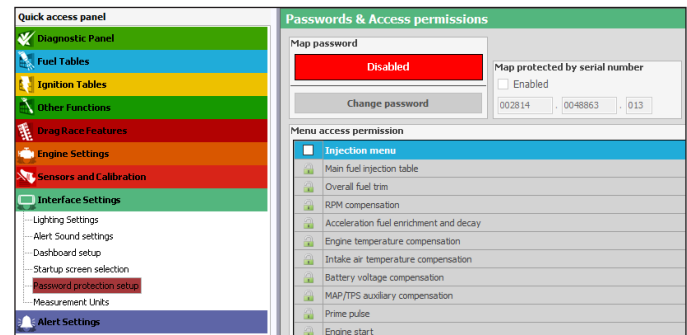 Quick access panel
Diagnostic Panel
Fuel Tables
Ignition Tables
Other Functions
Drag Race Features
Engine Settings
Sensors and Calibration
Interface Settings
Lighting Settings
Alert Sound settings
Dashboard setup
Startup screen selection
Password protection setup
Measurement Units
Alert Settings
Passwords & Access permissions
Map password
Disabled
Change password
Map protected by serial number
Enabled
002814 . 0048863 . 013
Menu access permission
Injection menu
Main fuel injection table
Overall fuel trim
RPM compensation
Acceleration fuel enrichment and decay
Engine temperature compensation
Intake air temperature compensation
Battery voltage compensation
MAP/TPS auxiliary compensation
Prime pulse
Engine start